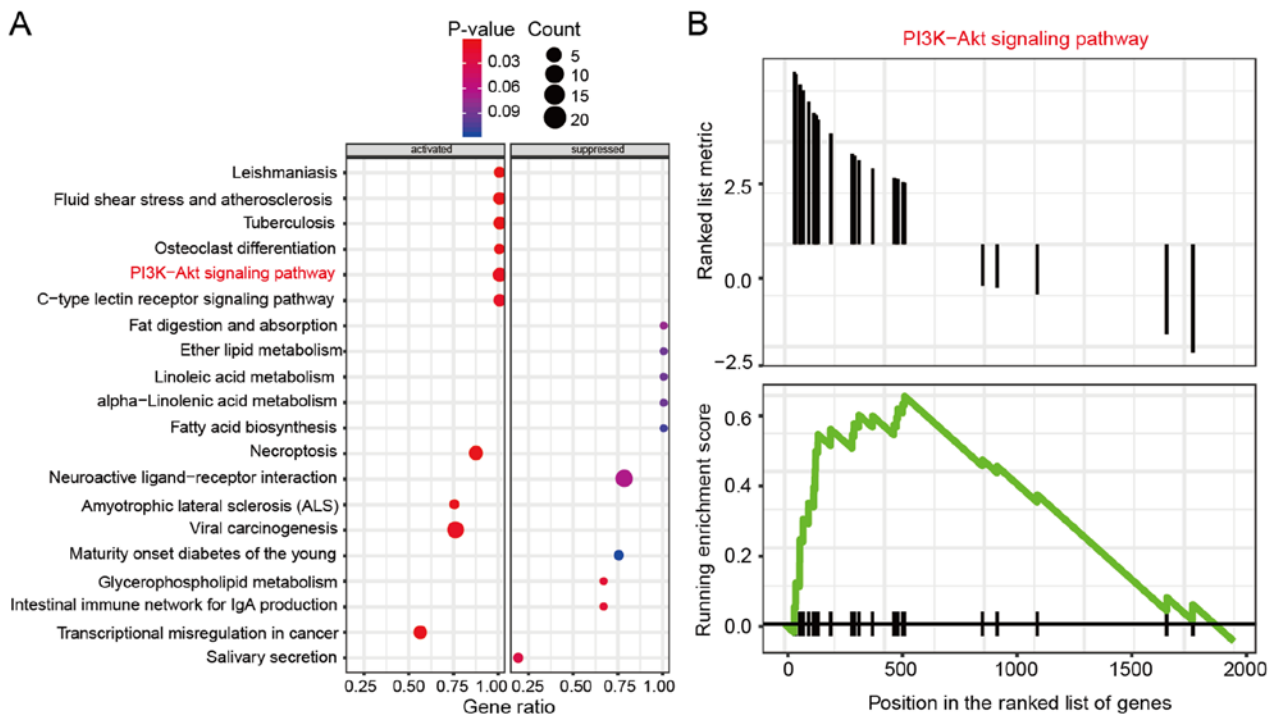 A
P-value
0.03
0.06
0.09
Count
5
10
15
20
activated
suppressed
Leishmaniasis
Fluid shear stress and atherosclerosis
Tuberculosis
Osteoclast differentiation
PI3K−Akt signaling pathway
C-type lectin receptor signaling pathway
Fat digestion and absorption
Ether lipid metabolism
Linoleic acid metabolism
alpha−Linolenic acid metabolism
Fatty acid biosynthesis
Necroptosis
Neuroactive ligand−receptor interaction
Amyotrophic lateral sclerosis (ALS)
Viral carcinogenesis
Maturity onset diabetes of the young
Glycerophospholipid metabolism
Intestinal immune network for IgA production
Transcriptional misregulation in cancer
Salivary secretion
0.25 0.50 0.75 1.00 0.25 0.50 0.75 1.00
Gene ratio
B
PI3K−Akt signaling pathway
Ranked list metric
2.5
0.0
−2.5
Running enrichment score
0.6
0.4
0.2
0.0
0 500 1000 1500 2000
Position in the ranked list of genes